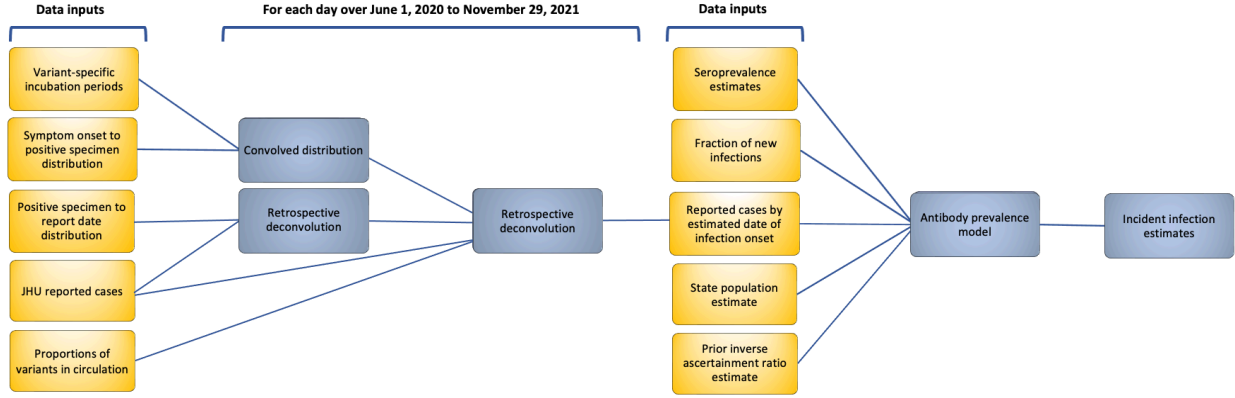 Data inputs
For each day over June 1, 2020 to November 29, 2021
Data inputs
Variant-specific
incubation periods
Symptom onset to
positive specimen
distribution
Positive specimen to
report date
distribution
JHU reported cases
Proportions of
variants in circulation
Convolved distribution
Retrospective
deconvolution
Retrospective
deconvolution
Seroprevalence
estimates
Fraction of new
infections
Reported cases by
estimated date of
infection onset
State population
estimate
Prior inverse
ascertainment ratio
estimate
Antibody prevalence
model
Incident infection
estimates